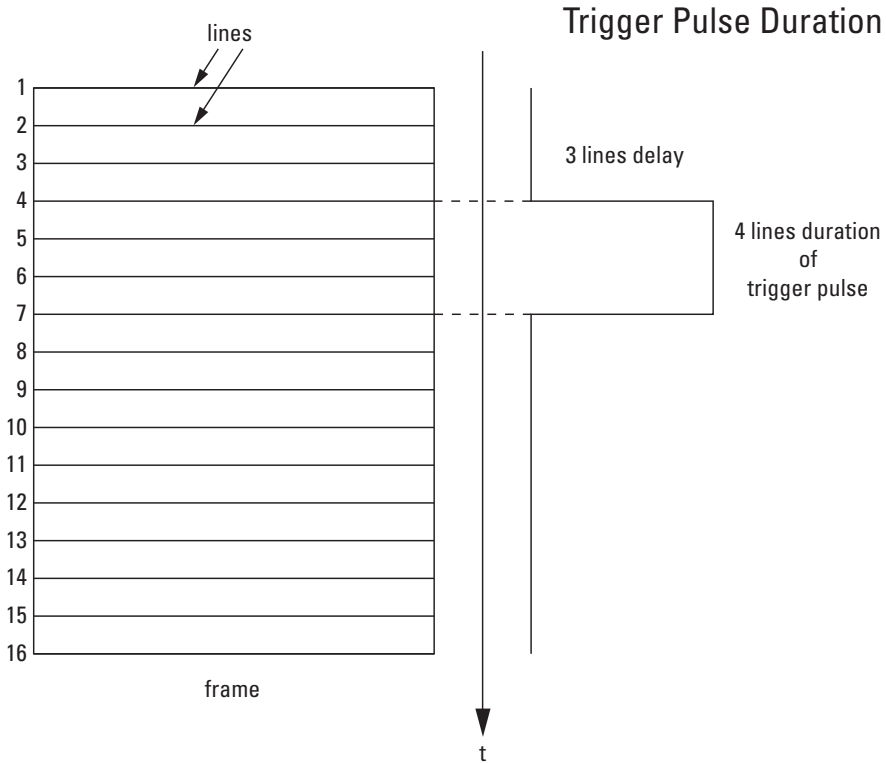 Trigger Pulse Duration
lines
1
2
3
4
5
6
7
8
9
10
11
12
13
14
15
16
3 lines delay
4 lines duration
of
trigger pulse
frame
t